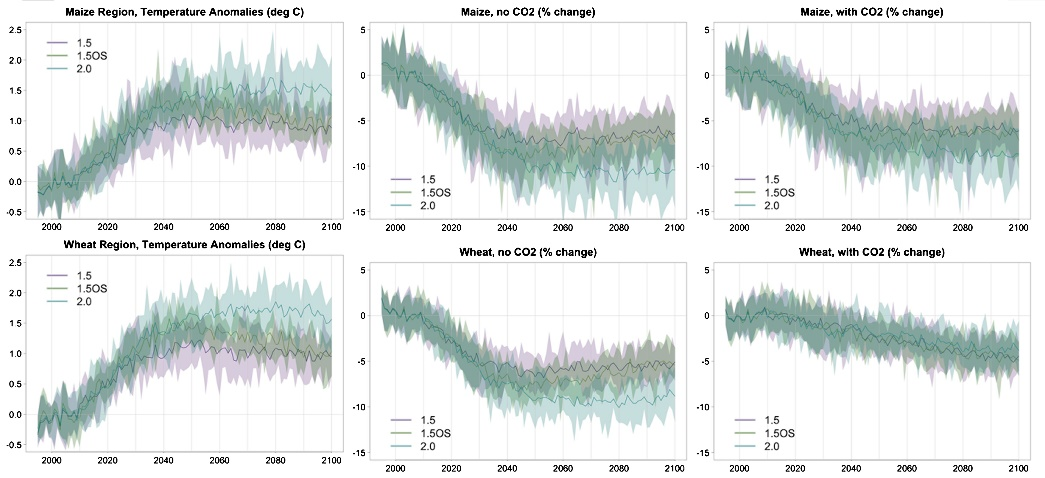 Maize Region, Temperature Anomalies (deg C)
2.5
2.0
1.5
1.0
0.5
0.0
-0.5
1.5
1.5OS
2.0
2000 2020 2040 2060 2080 2100
Maize, no CO2 (% change)
5
0
-5
-10
-15
1.5
1.5OS
2.0
2000 2020 2040 2060 2080 2100
Maize, with CO2 (% change)
5
0
-5
-10
-15
1.5
1.5OS
2.0
2000 2020 2040 2060 2080 2100
Wheat Region, Temperature Anomalies (deg C)
2.5
2.0
1.5
1.0
0.5
0.0
-0.5
1.5
1.5OS
2.0
2000 2020 2040 2060 2080 2100
Wheat, no CO2 (% change)
5
0
-5
-10
-15
1.5
1.5OS
2.0
2000 2020 2040 2060 2080 2100
Wheat, with CO2 (% change)
5
0
-5
-10
-15
1.5
1.5OS
2.0
2000 2020 2040 2060 2080 2100